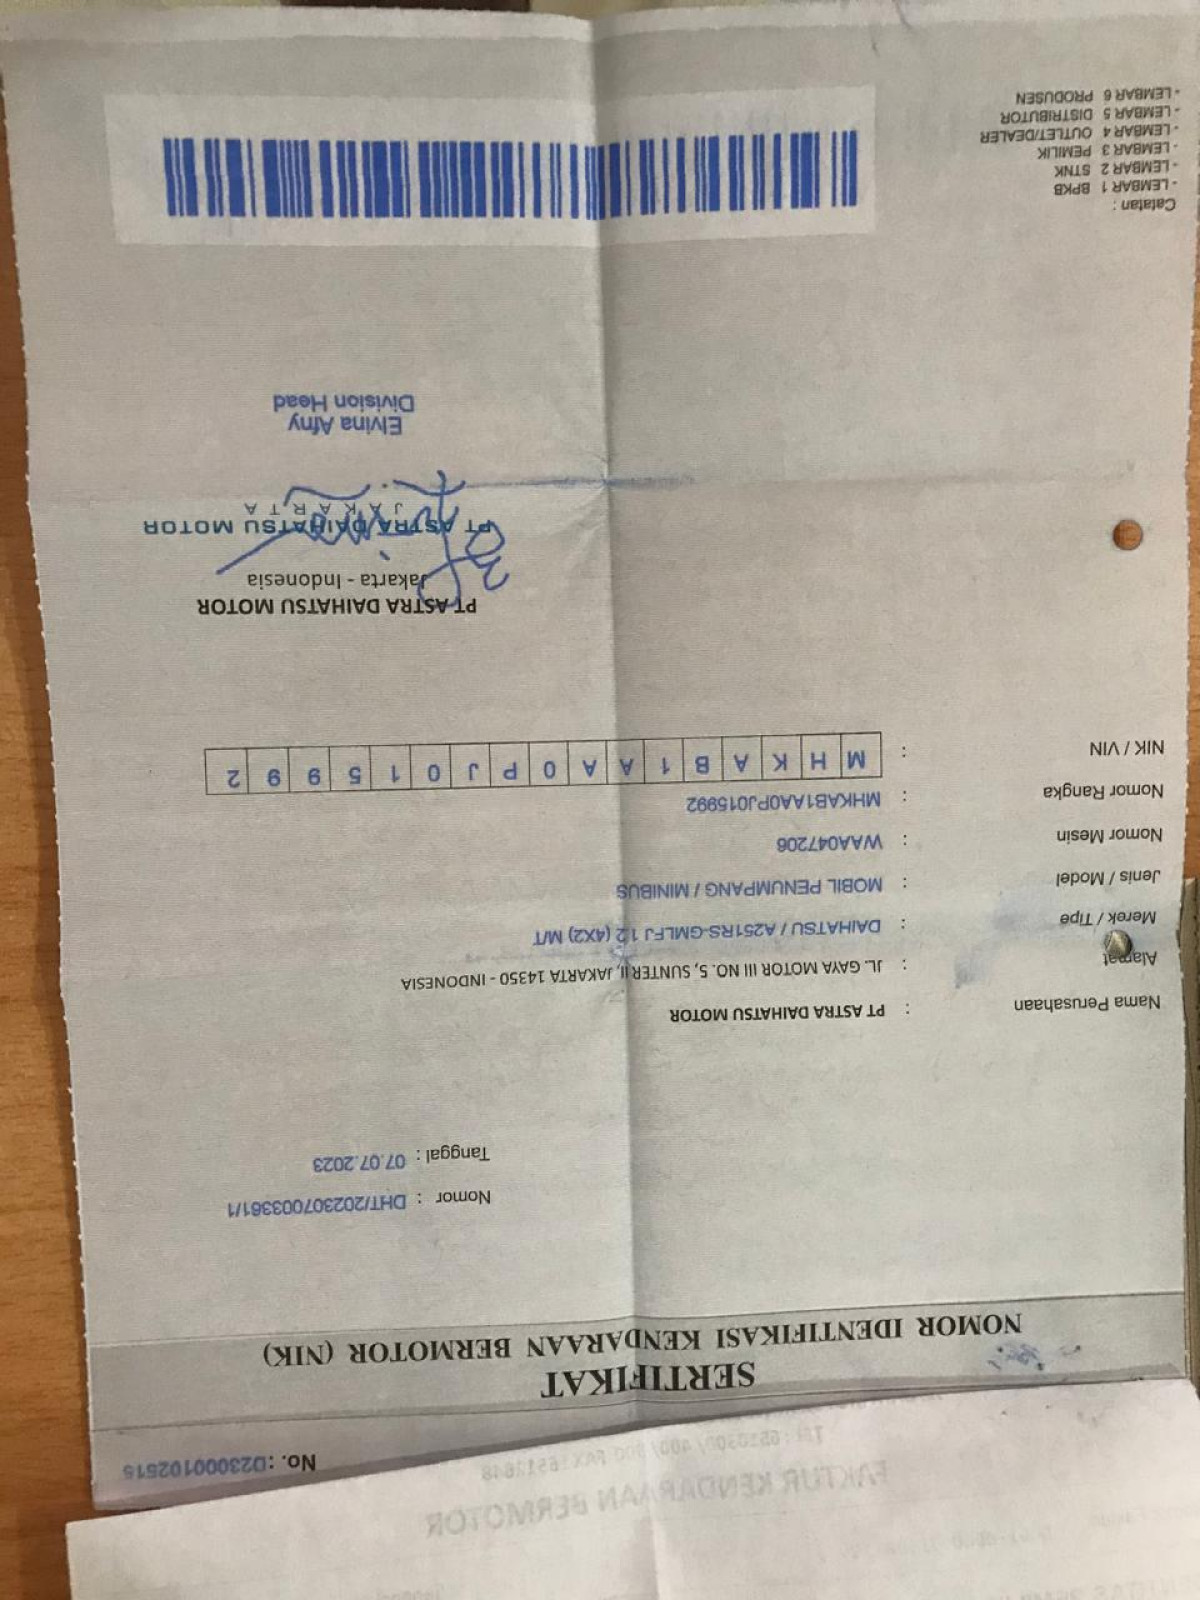 No. : D23000102515
SERTIFIKAT
NOMOR IDENTIFIKASI KENDARAAN BERMOTOR (NIK)
Nomor : DHT/202307003361/1
Tanggal : 07.07.2023
Nama Perusahaan : PT ASTRA DAIHATSU MOTOR
Alamat : JL. GAYA MOTOR III NO. 5, SUNTER II, JAKARTA 14350 - INDONESIA
Merek / Tipe : DAIHATSU / A251RS-GMLFJ 1.2 (4X2) M/T
Jenis / Model : MOBIL PENUMPANG / MINIBUS
Nomor Mesin : WAA047206
Nomor Rangka : MHKAB1AA0PJ015992
NIK / VIN : M H K A B 1 A A 0 P J 0 1 5 9 9 2
PT ASTRA DAIHATSU MOTOR
Jakarta - Indonesia
PT ASTRA DAIHATSU MOTOR
J A K A R T A
Elvina Afny
Division Head
Catatan :
- LEMBAR 1 BPKB
- LEMBAR 2 STNK
- LEMBAR 3 PEMILIK
- LEMBAR 4 OUTLET/DEALER
- LEMBAR 5 DISTRIBUTOR
- LEMBAR 6 PRODUSEN
FAKTUR KENDARAAN BERMOTOR